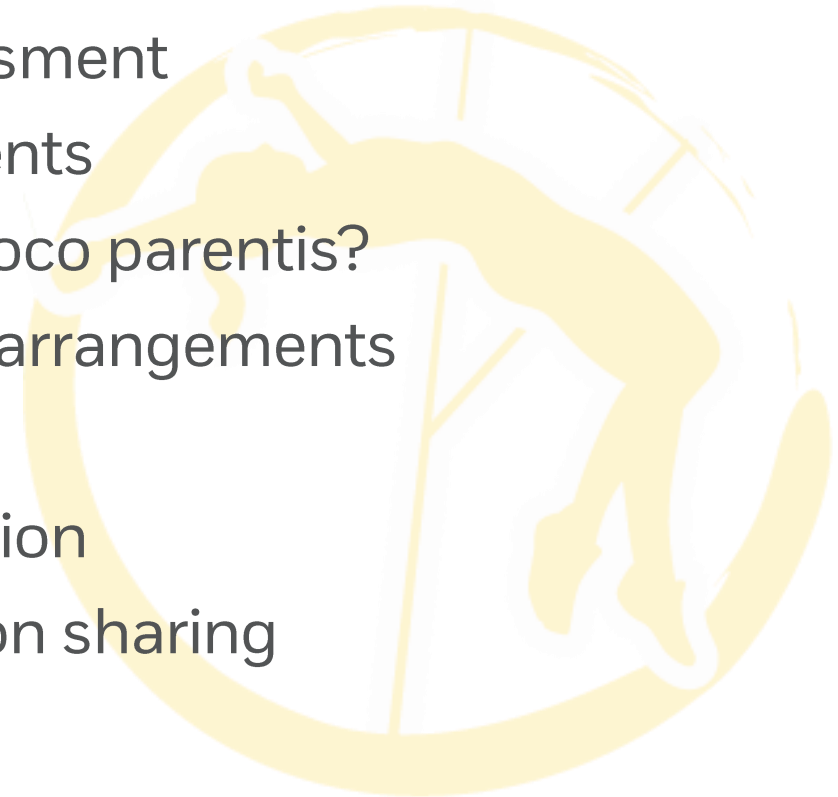 sment
ents
oco parentis?
arrangements
ion
on sharing